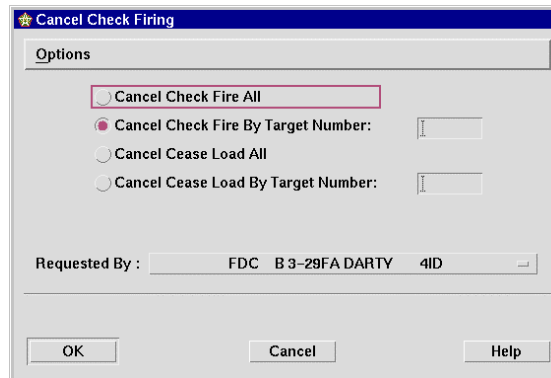 Cancel Check Firing
Options
Cancel Check Fire All
Cancel Check Fire By Target Number:
Cancel Cease Load All
Cancel Cease Load By Target Number:
Requested By : FDC B 3-29FA DARTY 4ID
OK Cancel Help